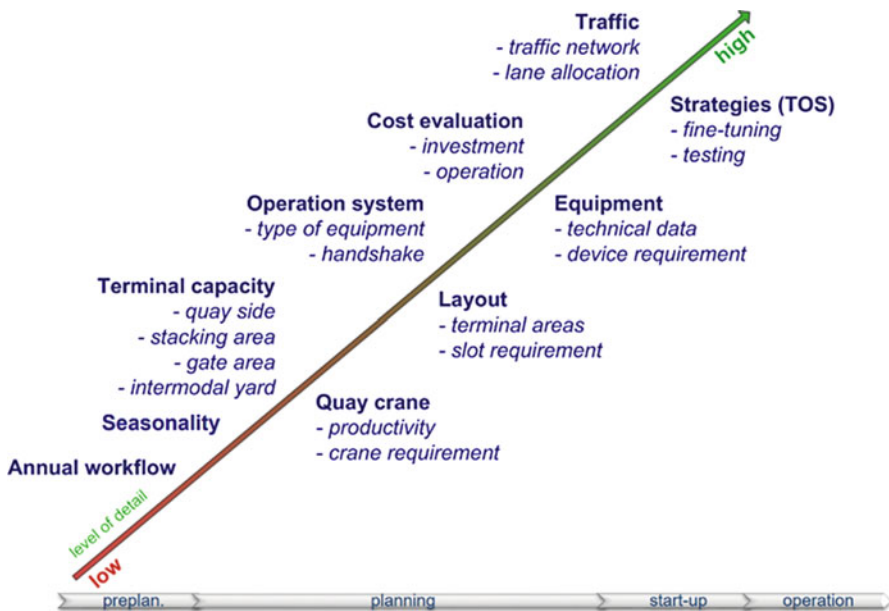 Traffic
- traffic network
- lane allocation
high
Strategies (TOS)
- fine-tuning
- testing
Cost evaluation
- investment
- operation
Operation system
- type of equipment
- handshake
Equipment
- technical data
- device requirement
Terminal capacity
- quay side
- stacking area
- gate area
- intermodal yard
Layout
- terminal areas
- slot requirement
Seasonality
Quay crane
- productivity
- crane requirement
Annual workflow
level of detail
low
preplan.
planning
start-up
operation